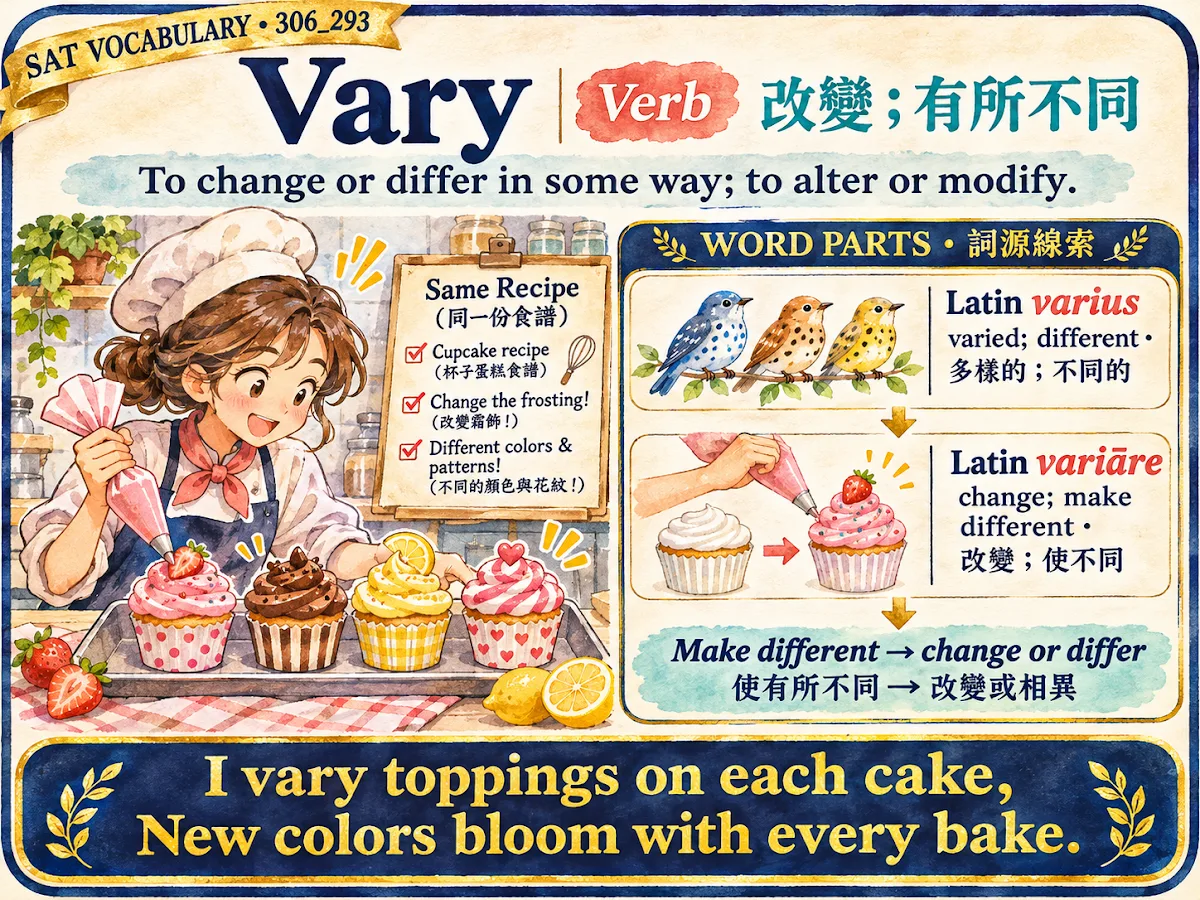 SAT VOCABULARY • 306_293
Vary
Verb
改變；有所不同
To change or differ in some way; to alter or modify.
Same Recipe
（同一份食譜）
Cupcake recipe
（杯子蛋糕食譜）
Change the frosting!
（改變霜飾！）
Different colors &
patterns!
（不同的顏色與花紋！）
WORD PARTS • 詞源線索
Latin varius
varied; different •
多樣的；不同的
Latin variāre
change; make
different •
改變；使不同
Make different → change or differ
使有所不同 → 改變或相異
I vary toppings on each cake,
New colors bloom with every bake.